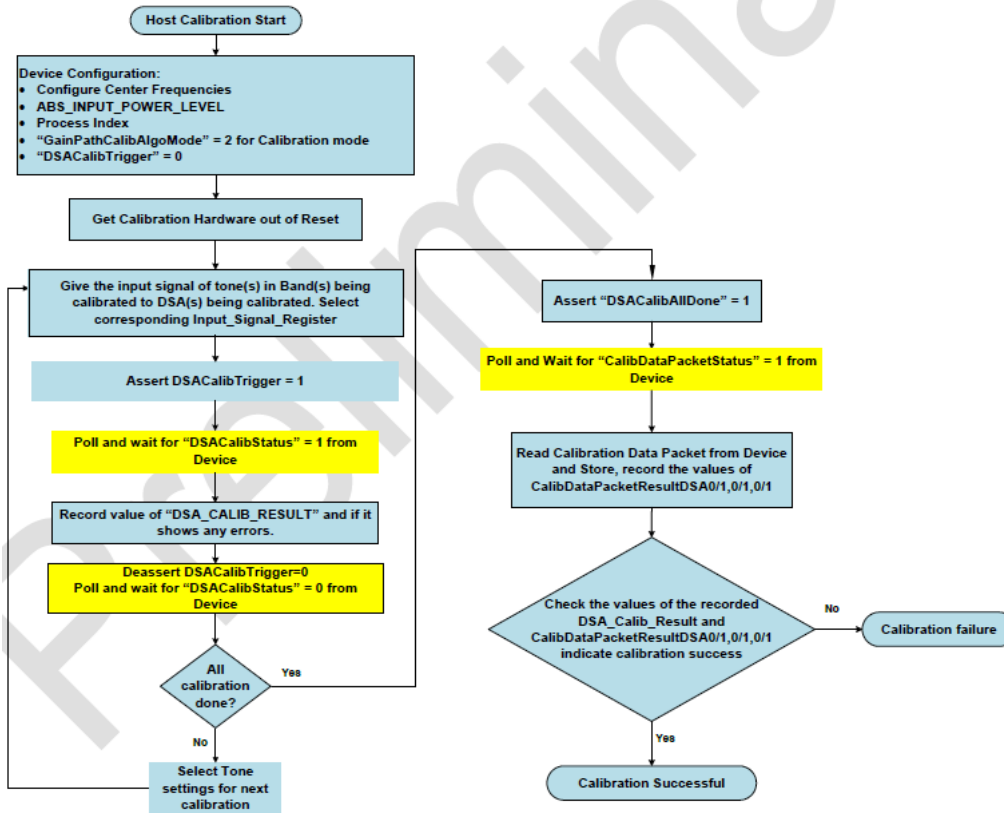 Host Calibration Start
Device Configuration:
• Configure Center Frequencies
• ABS_INPUT_POWER_LEVEL
• Process Index
• “GainPathCalibAlgoMode” = 2 for Calibration mode
• “DSACalibTrigger” = 0
Get Calibration Hardware out of Reset
Give the input signal of tone(s) in Band(s) being
calibrated to DSA(s) being calibrated. Select
corresponding Input_Signal_Register
Assert DSACalibTrigger = 1
Poll and wait for “DSACalibStatus” = 1 from
Device
Record value of “DSA_CALIB_RESULT” and if it
shows any errors.
Deassert DSACalibTrigger=0
Poll and wait for “DSACalibStatus” = 0 from
Device
All
calibration
done?
Yes
No
Select Tone
settings for next
calibration
Assert “DSACalibAllDone” = 1
Poll and Wait for “CalibDataPacketStatus” = 1 from
Device
Read Calibration Data Packet from Device
and Store, record the values of
CalibDataPacketResultDSA0/1,0/1,0/1
Check the values of the recorded
DSA_Calib_Result and
CalibDataPacketResultDSA0/1,0/1,0/1
indicate calibration success
No
Calibration failure
Yes
Calibration Successful
Prelimina